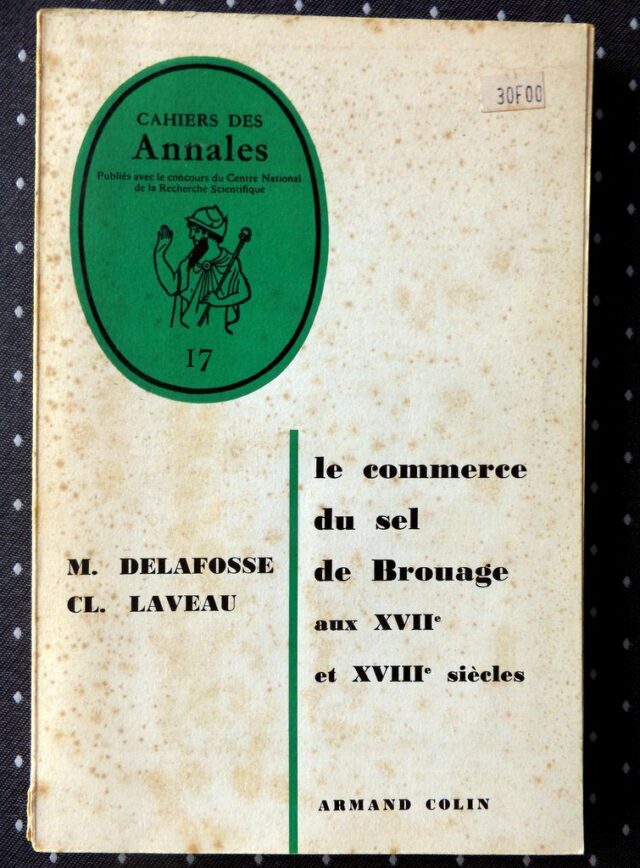 30F00
CAHIERS DES
Annales
Publiés avec le concours du Centre National
de la Recherche Scientifique
17
le commerce
du sel
de Brouage
aux XVIIe
et XVIIIe siècles
M. DELAFOSSE
CL. LAVEAU
ARMAND COLIN